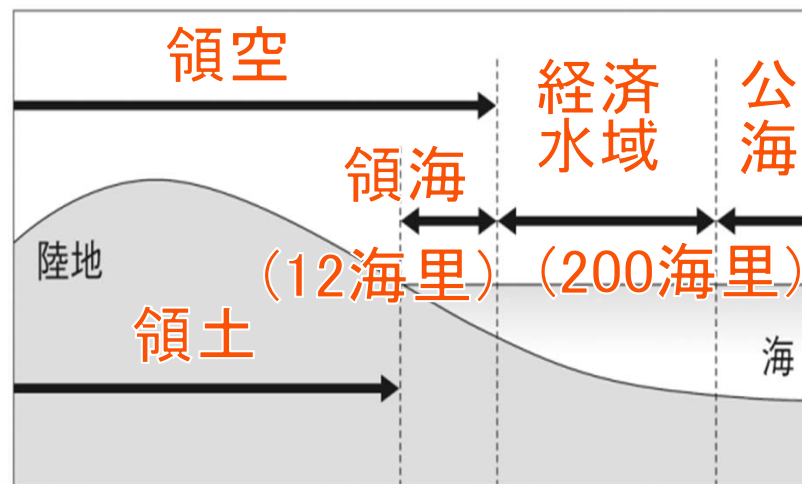 領空
経済
水域
公
海
領海
陸地
(12海里)
(200海里)
領土
海